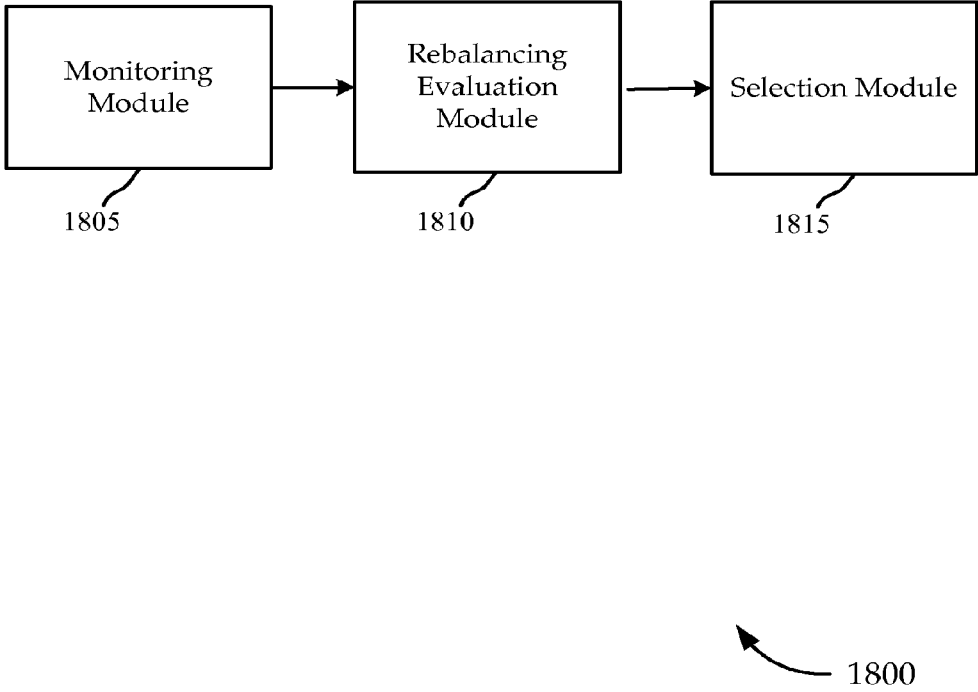 Monitoring
Module
Rebalancing
Evaluation
Module
Selection Module
1805
1810
1815
1800